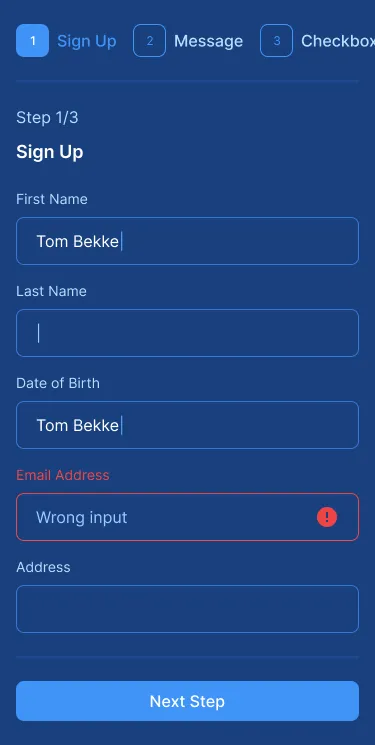 1 Sign Up 2 Message 3 Checkbox
Step 1/3
Sign Up
First Name
Tom Bekke
Last Name
Date of Birth
Tom Bekke
Email Address
Wrong input
Address
Next Step